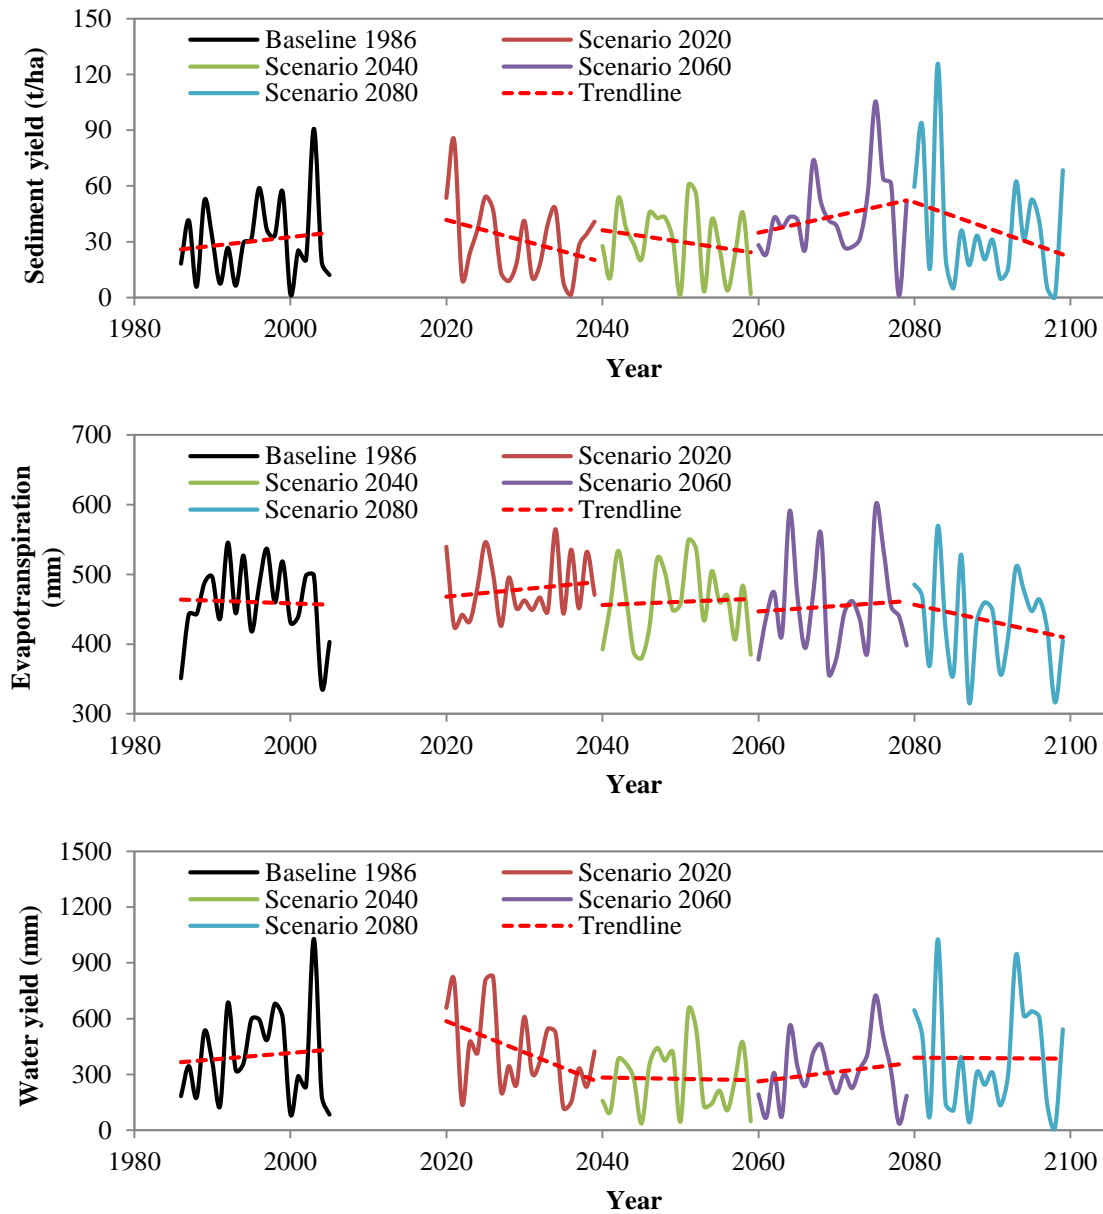 150
120
90
60
30
0
Sediment yield (t/ha)
Baseline 1986
Scenario 2020
Scenario 2040
Scenario 2060
Scenario 2080
Trendline
1980 2000 2020 2040 2060 2080 2100
Year
700
600
500
400
300
Evapotranspiration
(mm)
Baseline 1986
Scenario 2020
Scenario 2040
Scenario 2060
Scenario 2080
Trendline
1980 2000 2020 2040 2060 2080 2100
Year
1500
1200
900
600
300
0
Water yield (mm)
Baseline 1986
Scenario 2020
Scenario 2040
Scenario 2060
Scenario 2080
Trendline
1980 2000 2020 2040 2060 2080 2100
Year